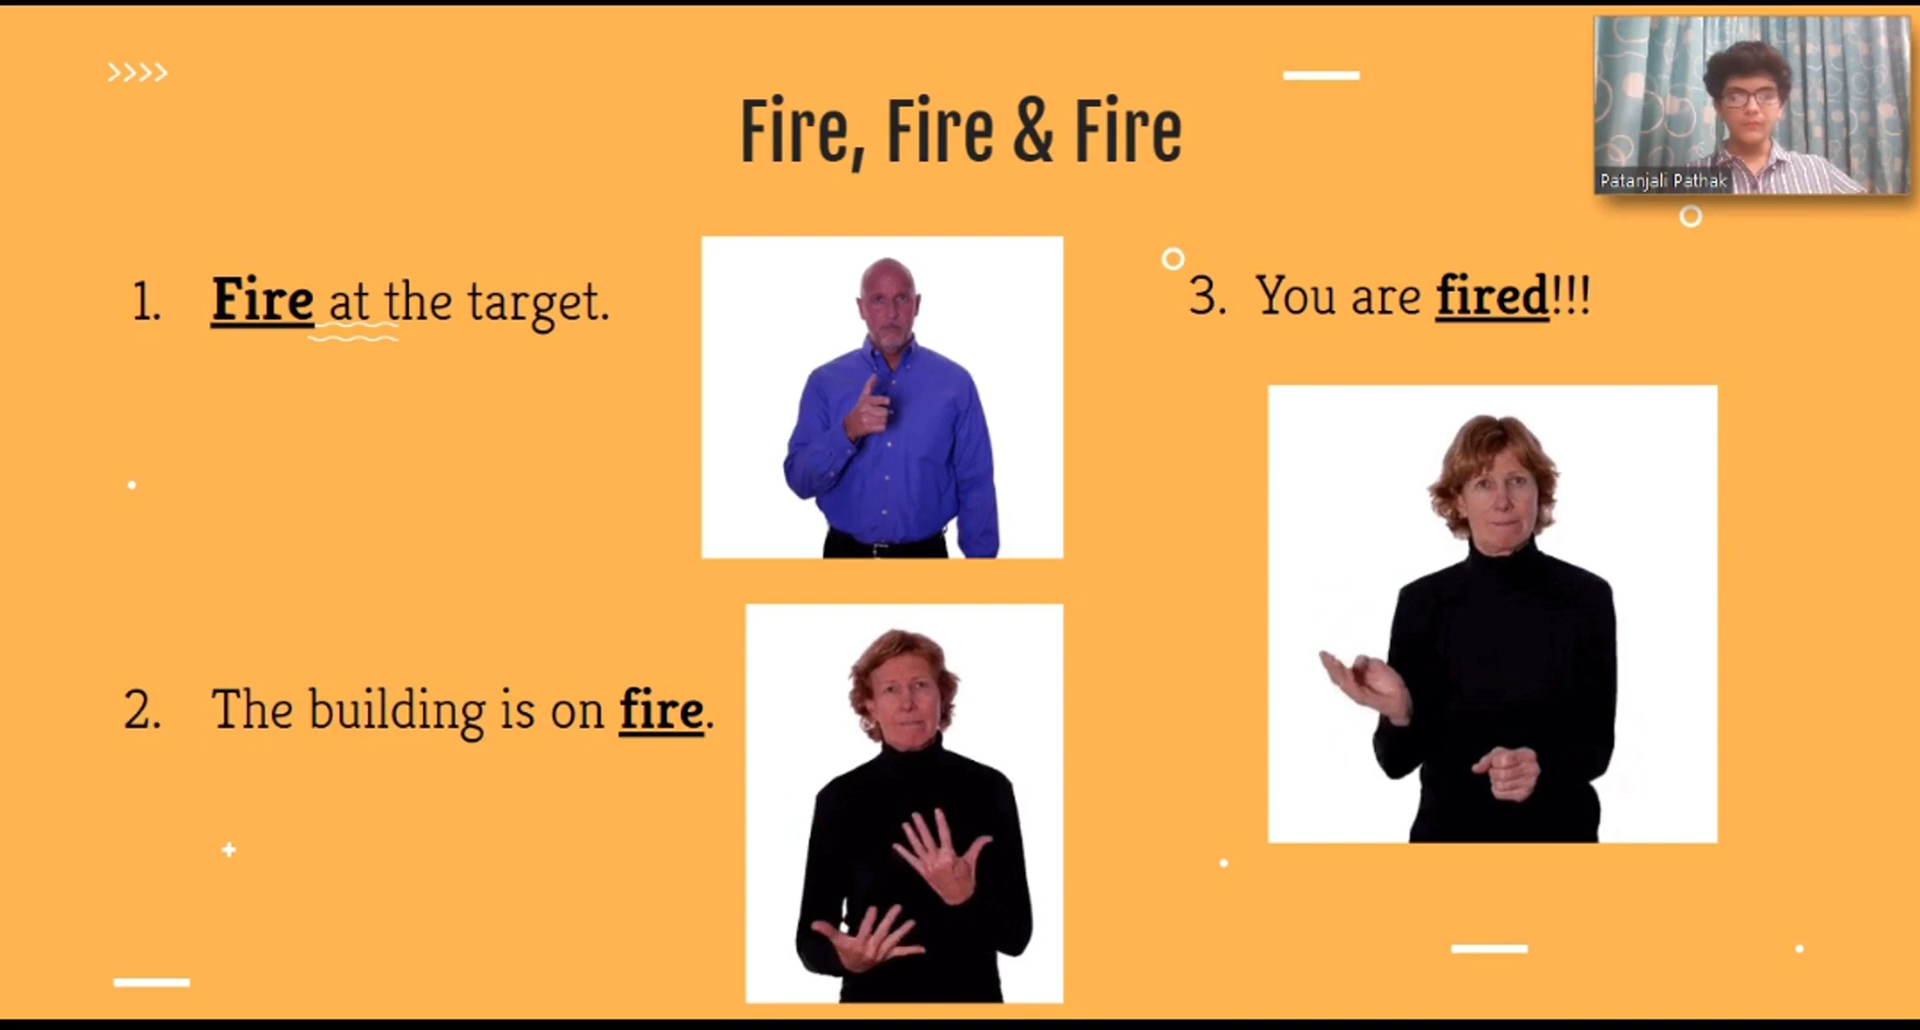 >>>>
Fire, Fire & Fire
Patanjali Pathak
1. Fire at the target.
2. The building is on fire.
3. You are fired!!!